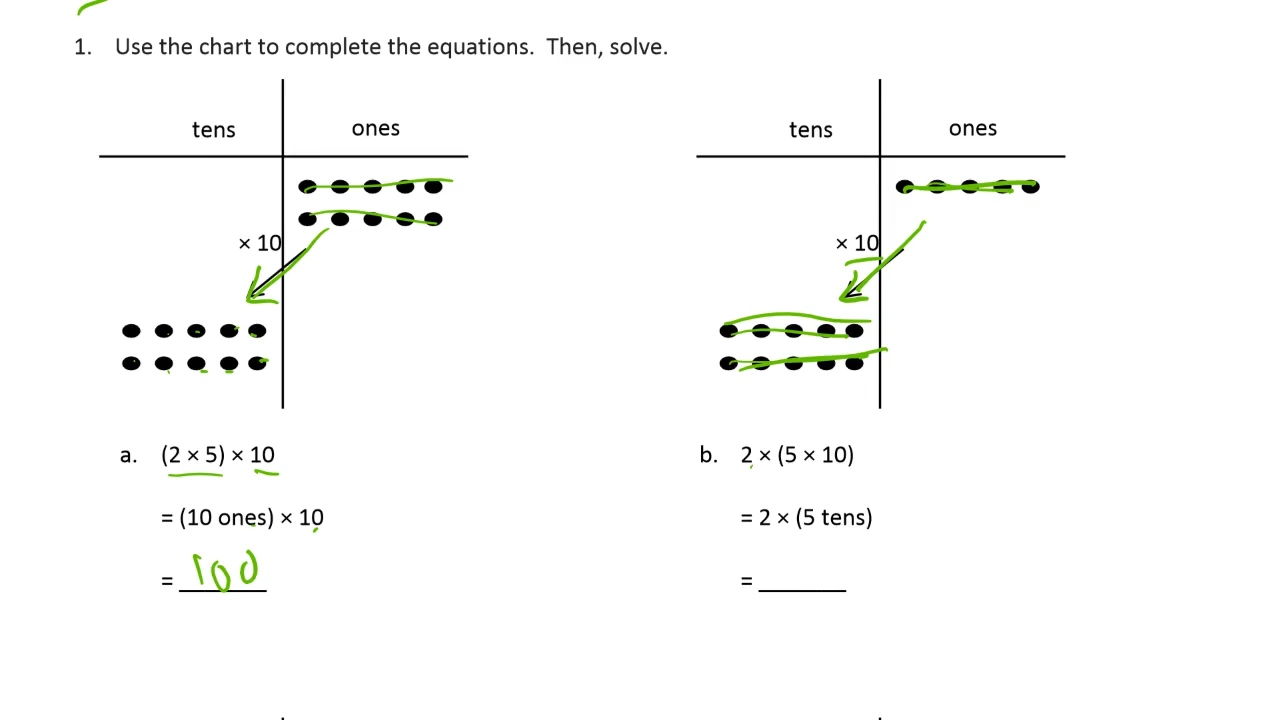 1. Use the chart to complete the equations. Then, solve.
tens ones
× 10
a. (2 × 5) × 10
= (10 ones) × 10
= 100
tens ones
× 10
b. 2 × (5 × 10)
= 2 × (5 tens)
= ______